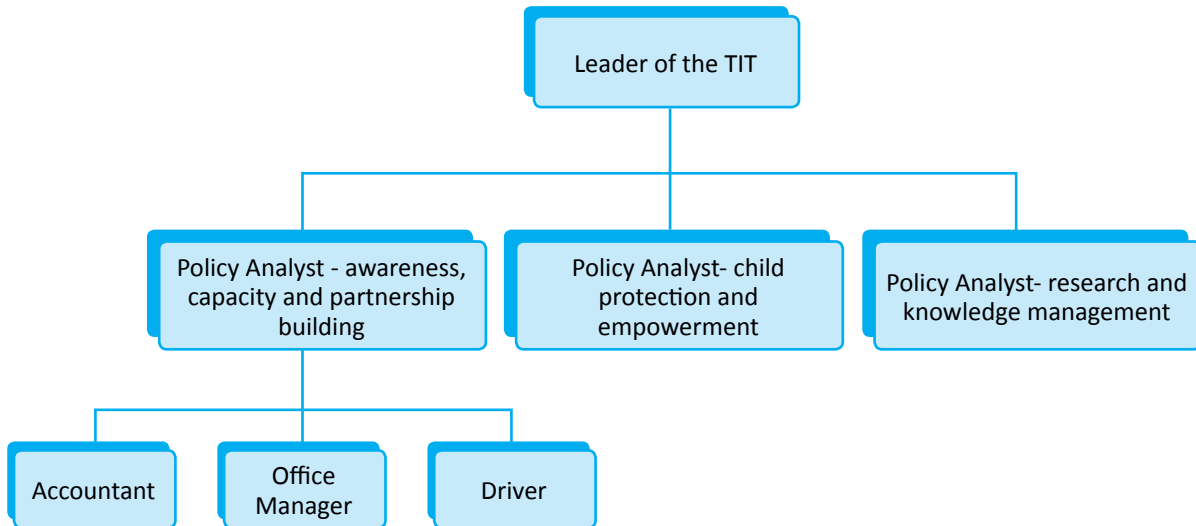 Leader of the TIT
Policy Analyst - awareness,
capacity and partnership
building
Policy Analyst- child
protection and
empowerment
Policy Analyst- research and
knowledge management
Accountant
Office
Manager
Driver